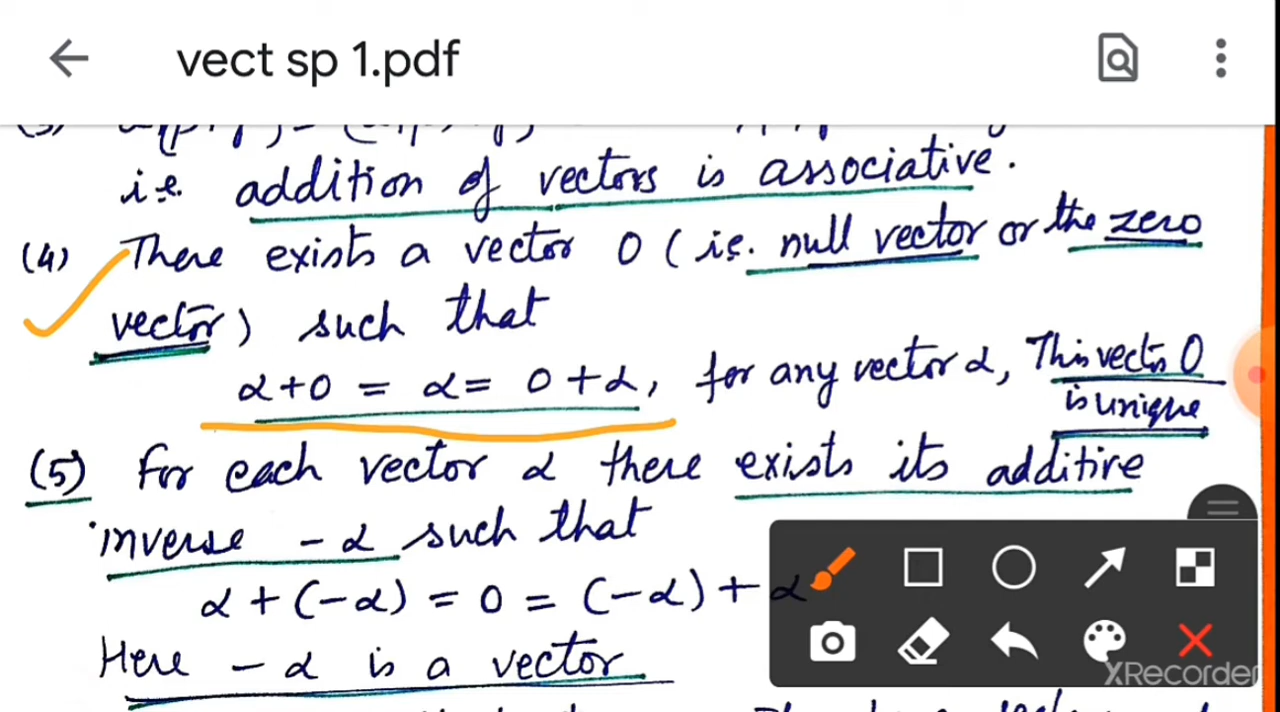 vect sp 1.pdf
i.e. addition of vectors is associative.
(4) There exists a vector 0 (i.e. null vector or the zero
vector) such that
α+0 = α = 0+α, for any vector α, This vector 0
is unique
(5) For each vector α there exists its additive
inverse -α such that
α + (-α) = 0 = (-α) + α
Here -α is a vector
XRecorder